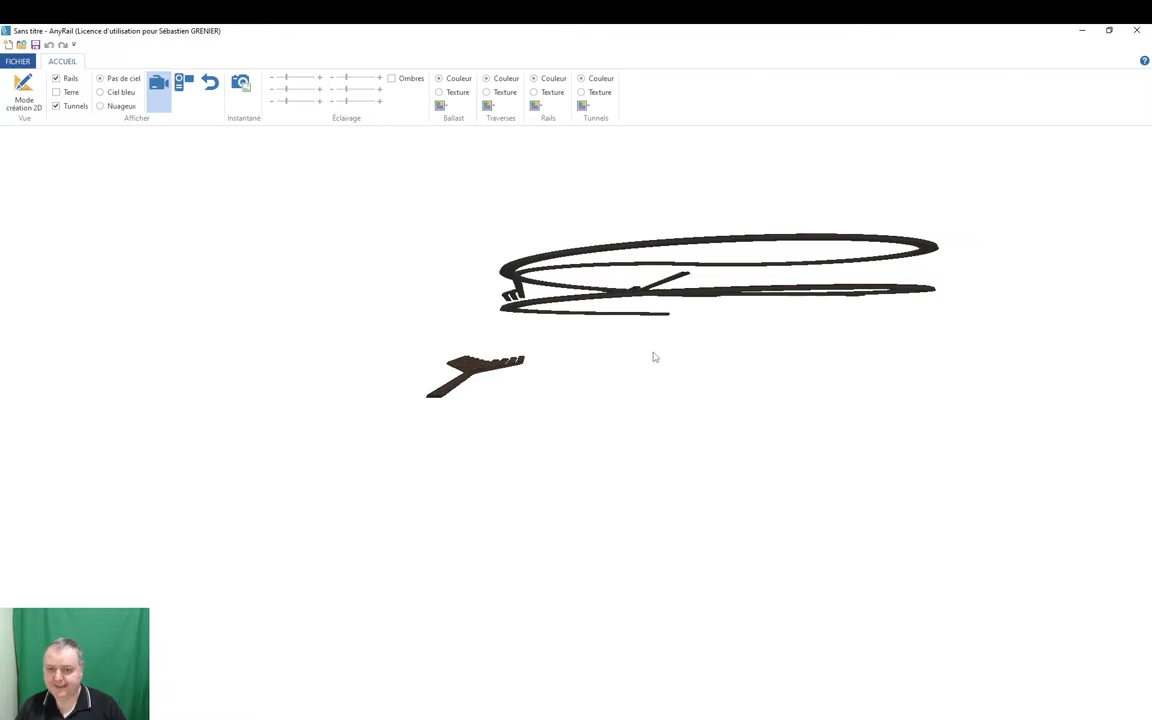 Sans titre - AnyRail (Licence d'utilisation pour Sébastien GRENIER)
FICHIER
ACCUEIL
Mode création 2D
Vue
Rails
Terre
Tunnels
Pas de ciel
Ciel bleu
Nuageux
Afficher
Instantané
Ombres
Éclairage
Couleur
Texture
Ballast
Couleur
Texture
Traverses
Couleur
Texture
Rails
Couleur
Texture
Tunnels